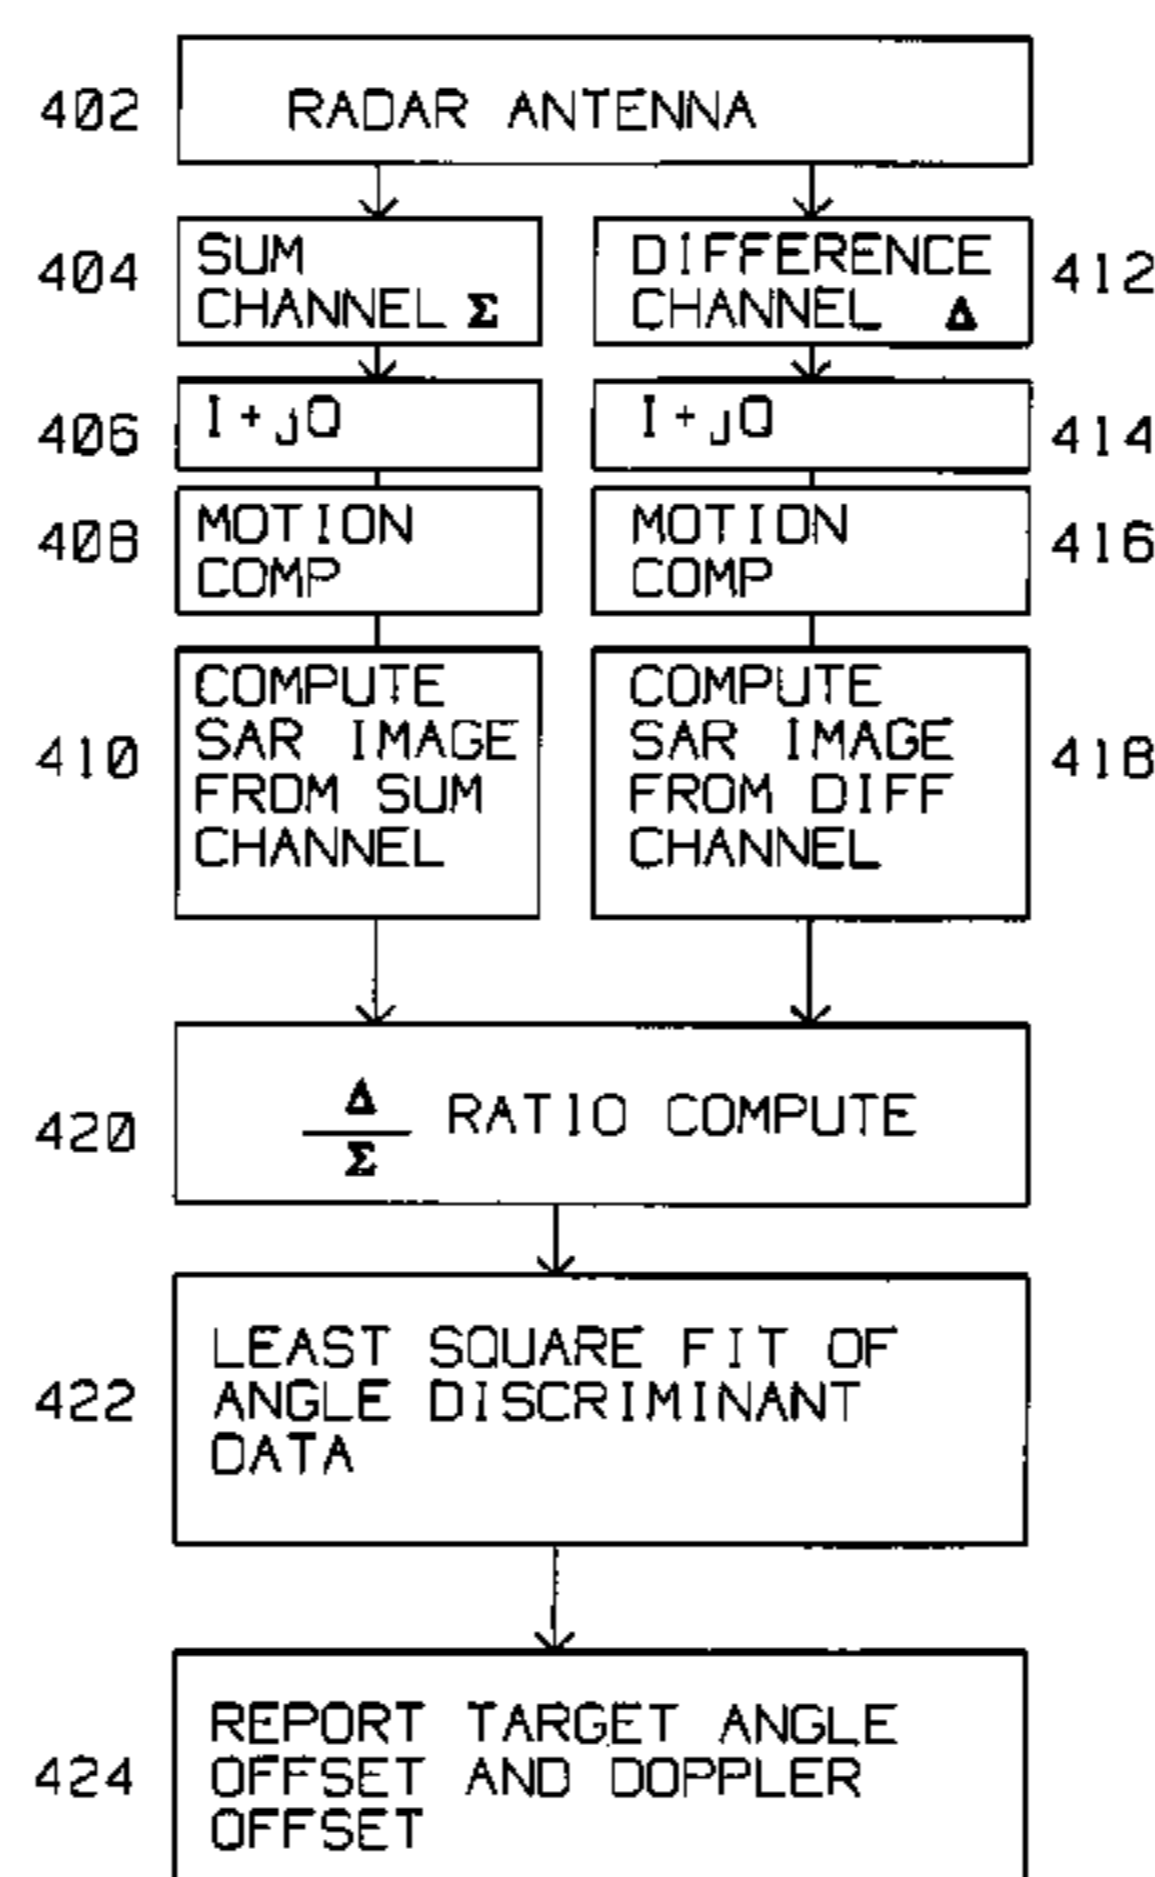 402
RADAR ANTENNA
404
SUM
CHANNEL Σ
DIFFERENCE
CHANNEL Δ
412
406
I+jQ
I+jQ
414
408
MOTION
COMP
MOTION
COMP
416
410
COMPUTE
SAR IMAGE
FROM SUM
CHANNEL
COMPUTE
SAR IMAGE
FROM DIFF
CHANNEL
418
420
Δ
Σ
RATIO COMPUTE
422
LEAST SQUARE FIT OF
ANGLE DISCRIMINANT
DATA
424
REPORT TARGET ANGLE
OFFSET AND DOPPLER
OFFSET